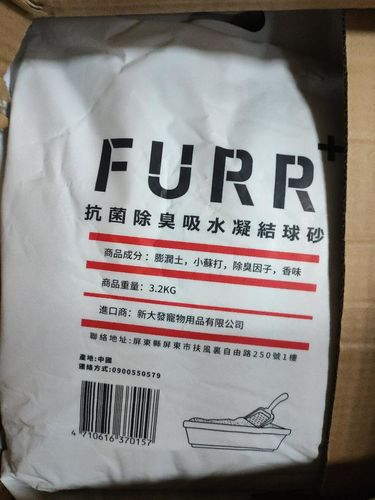 FURR+
抗菌除臭吸水凝結球砂
商品成分：膨潤土，小蘇打，除臭因子，香味
商品重量：3.2KG
進口商：新大發寵物用品有限公司
聯絡地址：屏東縣屏東市扶風裏自由路250號1樓
產地：中國
連絡方式：0900550579
4 710616 370157